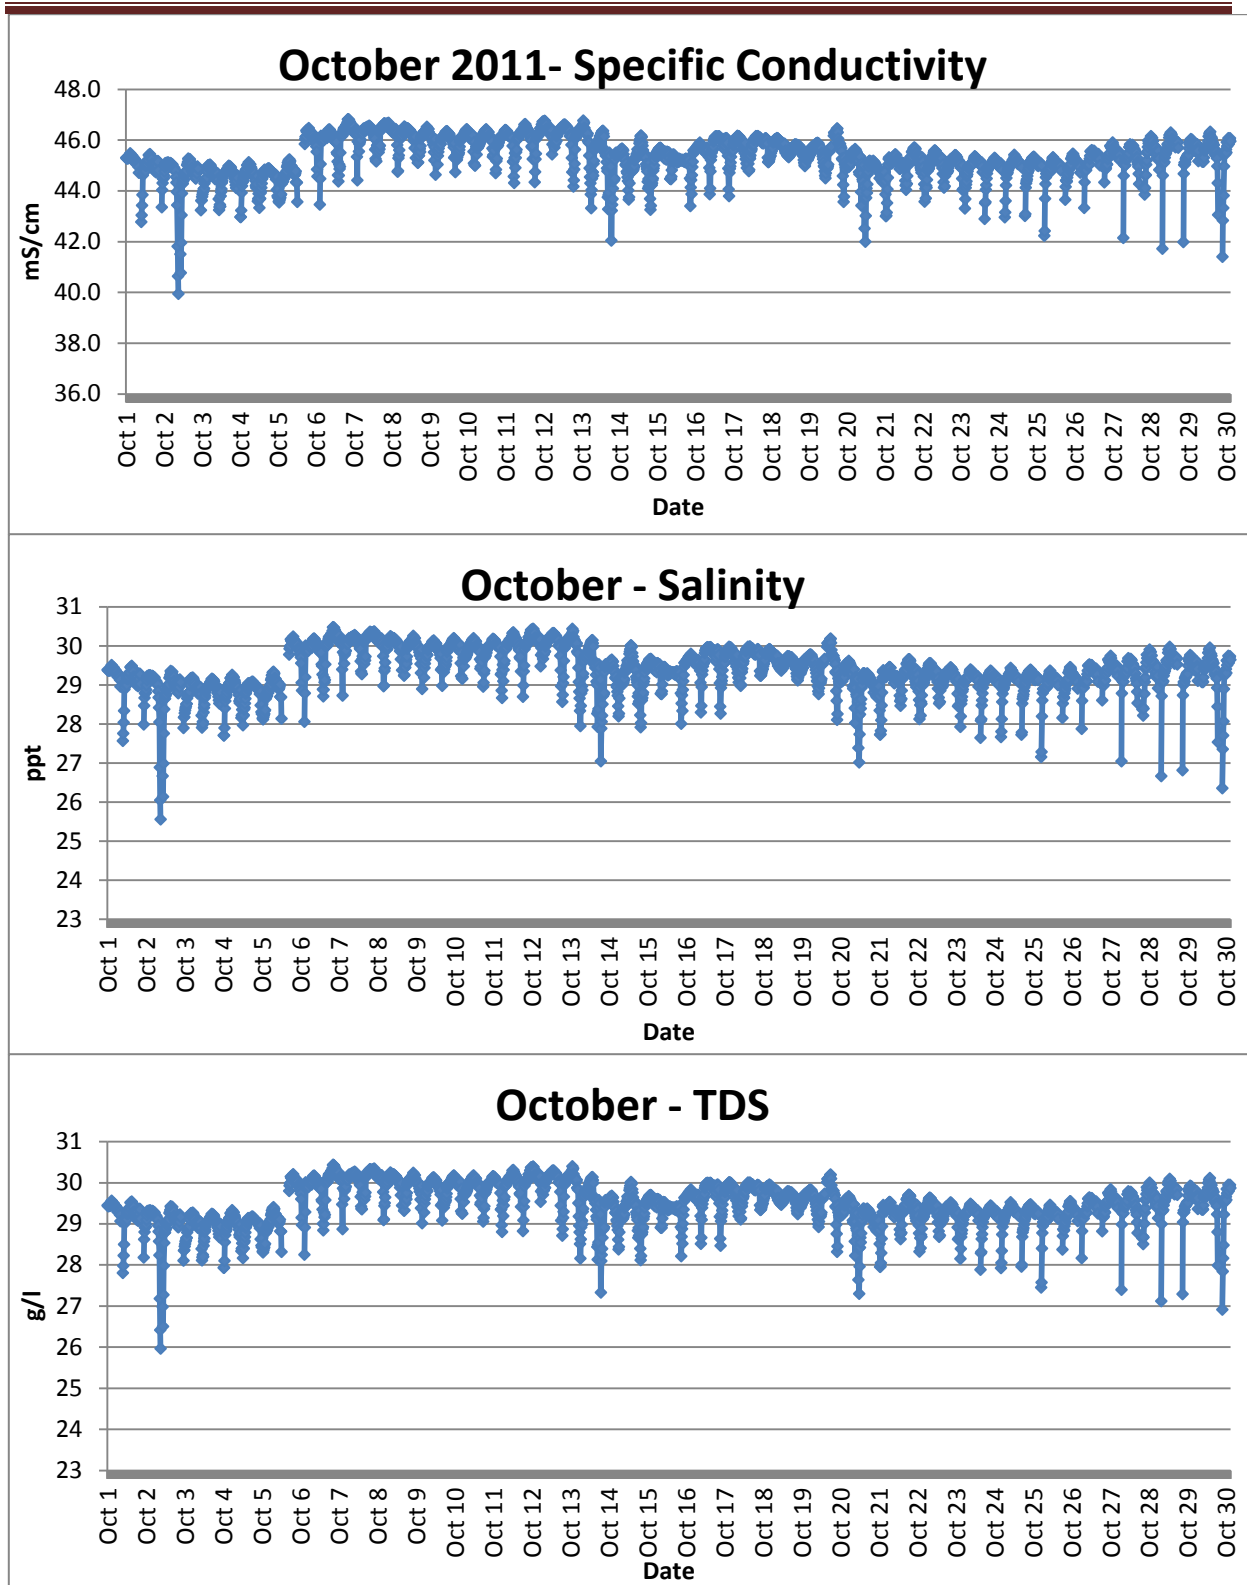 October 2011- Specific Conductivity
48.0
46.0
44.0
42.0
40.0
38.0
36.0
mS/cm
Oct 1
Oct 2
Oct 3
Oct 4
Oct 5
Oct 6
Oct 7
Oct 8
Oct 9
Oct 10
Oct 11
Oct 12
Oct 13
Oct 14
Oct 15
Oct 16
Oct 17
Oct 18
Oct 19
Oct 20
Oct 21
Oct 22
Oct 23
Oct 24
Oct 25
Oct 26
Oct 27
Oct 28
Oct 29
Oct 30
Date
October - Salinity
31
30
29
28
27
26
25
24
23
ppt
Oct 1
Oct 2
Oct 3
Oct 4
Oct 5
Oct 6
Oct 7
Oct 8
Oct 9
Oct 10
Oct 11
Oct 12
Oct 13
Oct 14
Oct 15
Oct 16
Oct 17
Oct 18
Oct 19
Oct 20
Oct 21
Oct 22
Oct 23
Oct 24
Oct 25
Oct 26
Oct 27
Oct 28
Oct 29
Oct 30
Date
October - TDS
31
30
29
28
27
26
25
24
23
g/l
Oct 1
Oct 2
Oct 3
Oct 4
Oct 5
Oct 6
Oct 7
Oct 8
Oct 9
Oct 10
Oct 11
Oct 12
Oct 13
Oct 14
Oct 15
Oct 16
Oct 17
Oct 18
Oct 19
Oct 20
Oct 21
Oct 22
Oct 23
Oct 24
Oct 25
Oct 26
Oct 27
Oct 28
Oct 29
Oct 30
Date